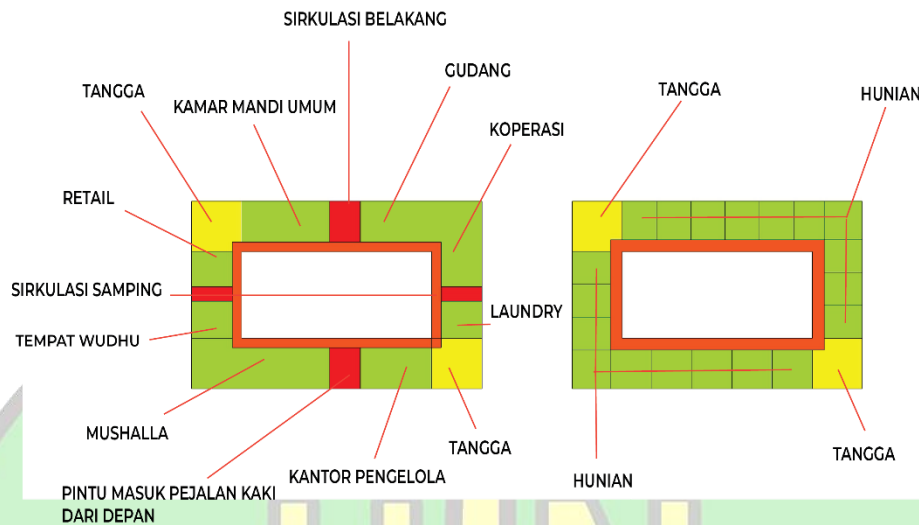 SIRKULASI BELAKANG
GUDANG
TANGGA
KAMAR MANDI UMUM
KOPERASI
RETAIL
SIRKULASI SAMPING
LAUNDRY
TEMPAT WUDHU
MUSHALLA
TANGGA
KANTOR PENGELOLA
PINTU MASUK PEJALAN KAKI
DARI DEPAN
TANGGA
HUNIAN
TANGGA
HUNIAN